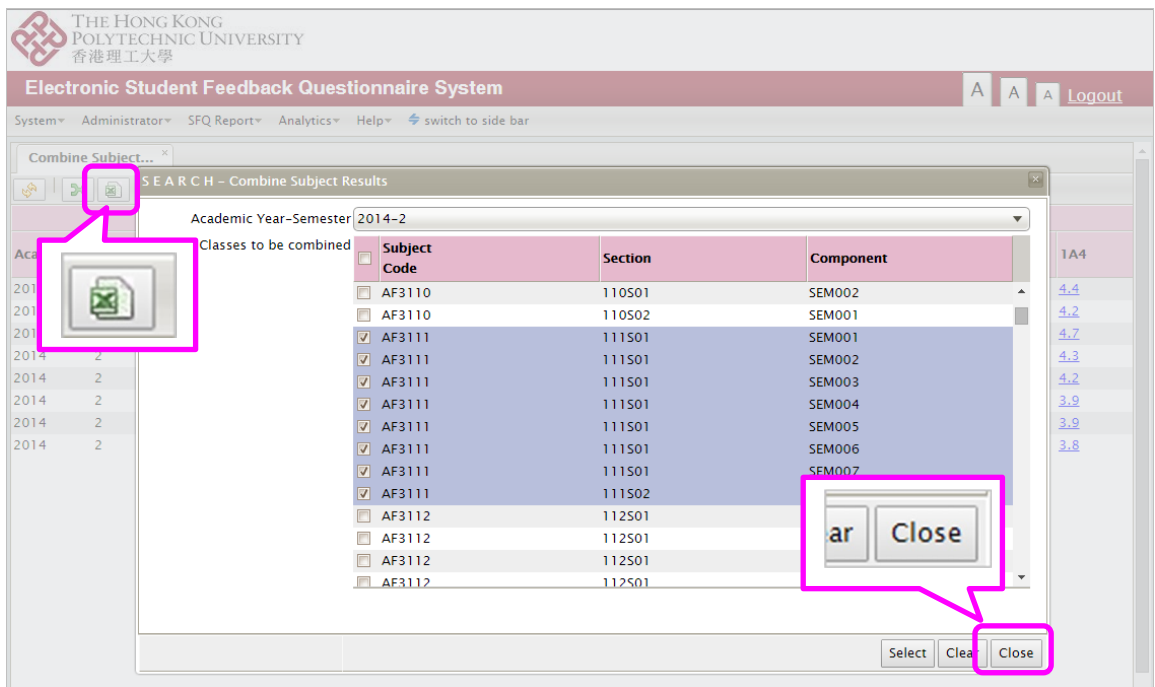 THE HONG KONG
POLYTECHNIC UNIVERSITY
香港理工大學
Electronic Student Feedback Questionnaire System
A A A Logout
System Administrator SFQ Report Analytics Help switch to side bar
Combine Subject... ×
S E A R C H – Combine Subject Results
Academic Year-Semester 2014-2
Classes to be combined
Subject Code Section Component
AF3110 110S01 SEM002
AF3110 110S02 SEM001
AF3111 111S01 SEM001
AF3111 111S01 SEM002
AF3111 111S01 SEM003
AF3111 111S01 SEM004
AF3111 111S01 SEM005
AF3111 111S01 SEM006
AF3111 111S01 SEM007
AF3111 111S02
AF3112 112S01
AF3112 112S01
AF3112 112S01
AF3112 112S01
Select Clear Close
ar Close
Aca
201
201
201
2014 2
2014 2
2014 2
2014 2
2014 2
1A4
4.4
4.2
4.7
4.3
4.2
3.9
3.9
3.8